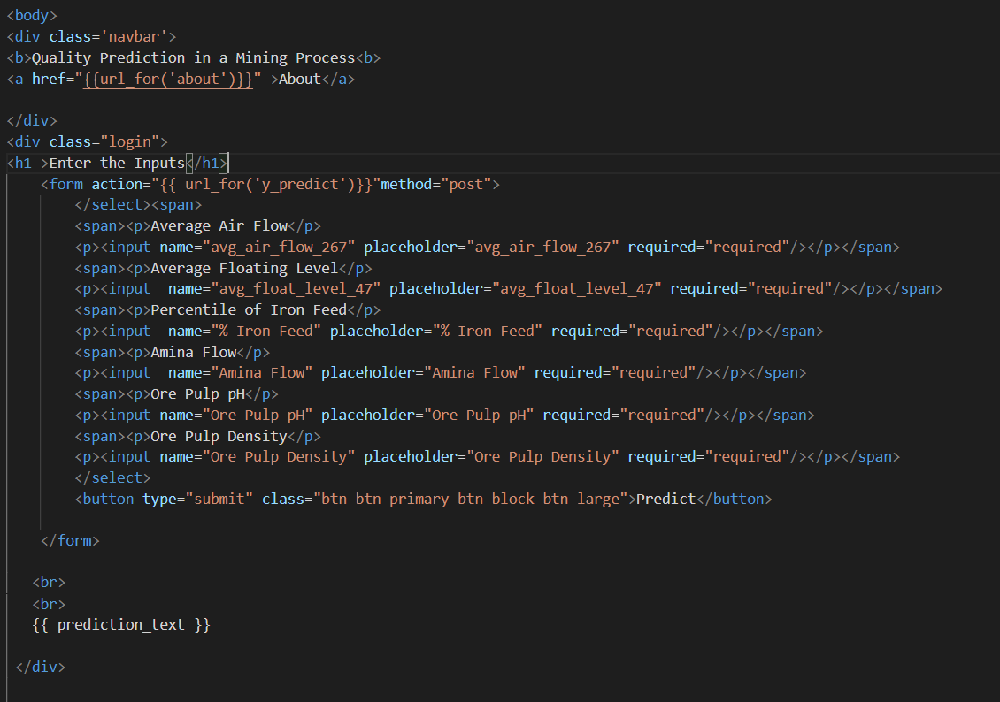 <body>
<div class='navbar'>
<b>Quality Prediction in a Mining Process<b>
<a href="{{url_for('about')}}" >About</a>
</div>
<div class="login">
<h1 >Enter the Inputs</h1>
<form action="{{ url_for('y_predict')}}"method="post">
</select><span>
<span><p>Average Air Flow</p>
<p><input name="avg_air_flow_267" placeholder="avg_air_flow_267" required="required"/></p></span>
<span><p>Average Floating Level</p>
<p><input  name="avg_float_level_47" placeholder="avg_float_level_47" required="required"/></p></span>
<span><p>Percentile of Iron Feed</p>
<p><input  name="% Iron Feed" placeholder="% Iron Feed" required="required"/></p></span>
<span><p>Amina Flow</p>
<p><input  name="Amina Flow" placeholder="Amina Flow" required="required"/></p></span>
<span><p>Ore Pulp pH</p>
<p><input name="Ore Pulp pH" placeholder="Ore Pulp pH" required="required"/></p></span>
<span><p>Ore Pulp Density</p>
<p><input name="Ore Pulp Density" placeholder="Ore Pulp Density" required="required"/></p></span>
</select>
<button type="submit" class="btn btn-primary btn-block btn-large">Predict</button>
</form>
<br>
<br>
{{ prediction_text }}
</div>